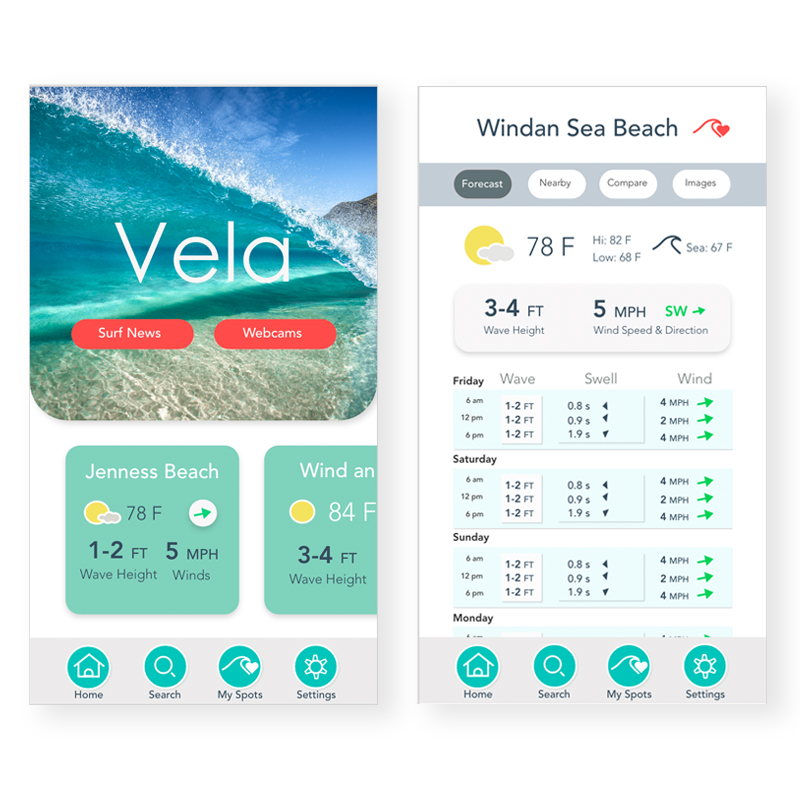 Vela
Surf News
Webcams
Jenness Beach
78 F
1-2 FT 5 MPH
Wave Height Winds
Wind an
84 F
3-4 FT
Wave Height
Home Search My Spots Settings
Windan Sea Beach
Forecast Nearby Compare Images
78 F
Hi: 82 F
Low: 68 F
Sea: 67 F
3-4 FT
Wave Height
5 MPH SW
Wind Speed & Direction
Friday Wave Swell Wind
6 am 1-2 FT 0.8 s 4 MPH
12 pm 1-2 FT 0.9 s 2 MPH
6 pm 1-2 FT 1.9 s 4 MPH
Saturday
6 am 1-2 FT 0.8 s 4 MPH
12 pm 1-2 FT 0.9 s 2 MPH
6 pm 1-2 FT 1.9 s 4 MPH
Sunday
6 am 1-2 FT 0.8 s 4 MPH
12 pm 1-2 FT 0.9 s 2 MPH
6 pm 1-2 FT 1.9 s 4 MPH
Monday
Home Search My Spots Settings